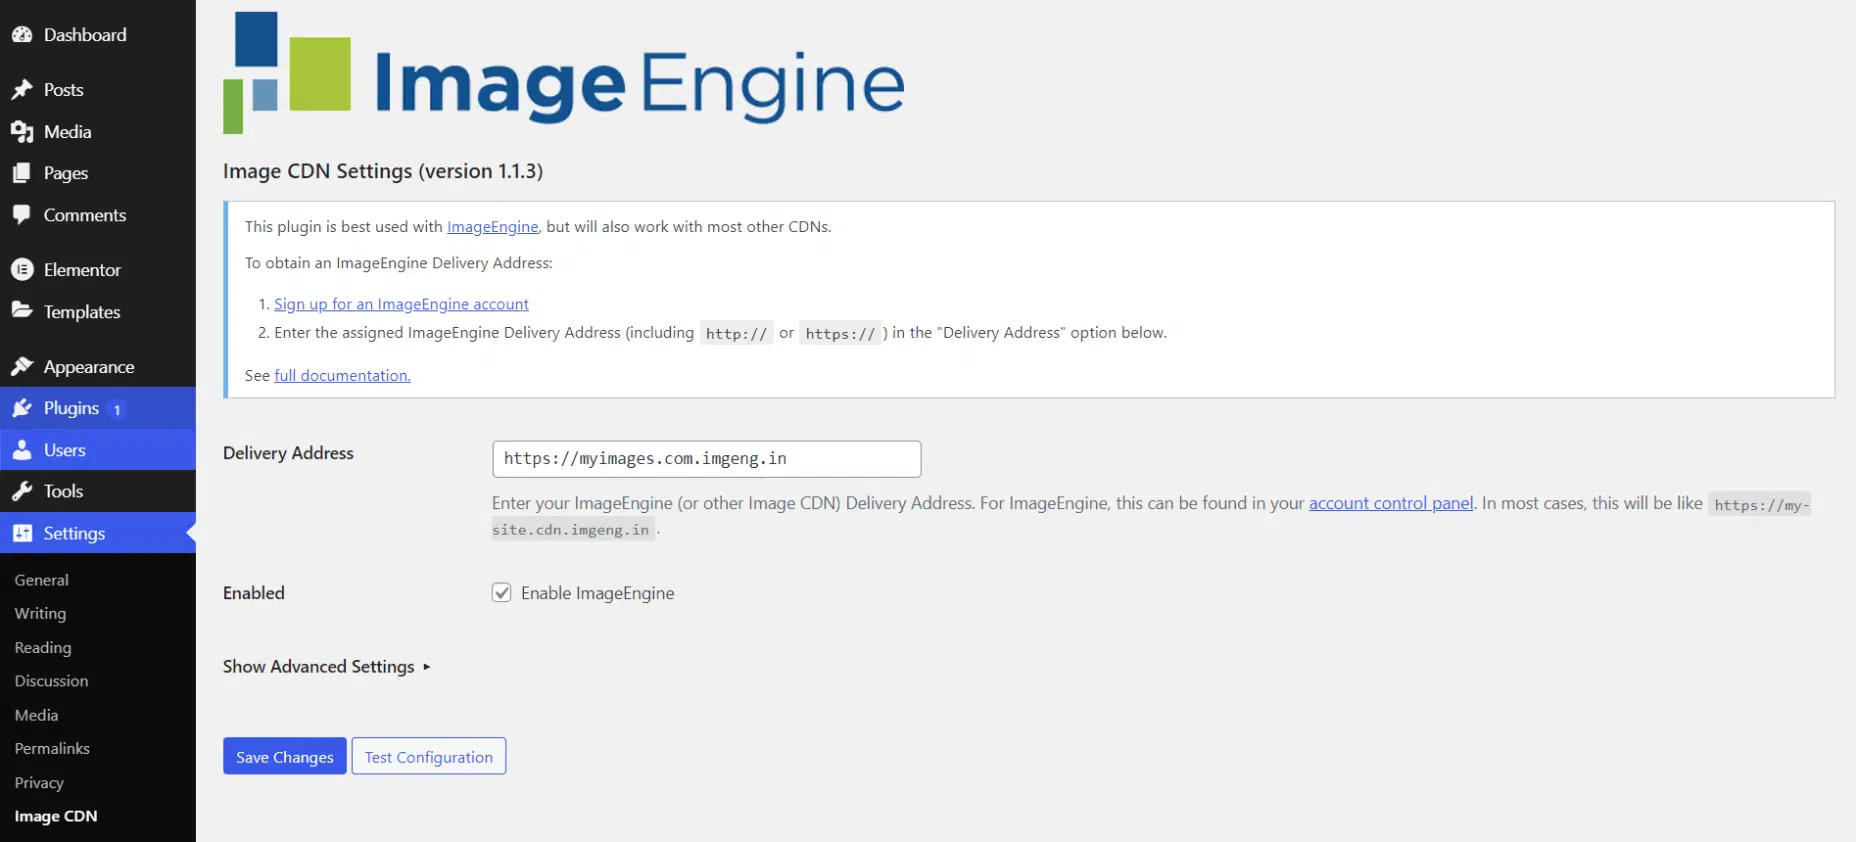 Dashboard
Posts
Media
Pages
Comments
Elementor
Templates
Appearance
Plugins 1
Users
Tools
Settings
General
Writing
Reading
Discussion
Media
Permalinks
Privacy
Image CDN
ImageEngine
Image CDN Settings (version 1.1.3)
This plugin is best used with ImageEngine, but will also work with most other CDNs.
To obtain an ImageEngine Delivery Address:
1. Sign up for an ImageEngine account
2. Enter the assigned ImageEngine Delivery Address (including http:// or https:// ) in the "Delivery Address" option below.
See full documentation.
Delivery Address
https://myimages.com.imgeng.in
Enter your ImageEngine (or other Image CDN) Delivery Address. For ImageEngine, this can be found in your account control panel. In most cases, this will be like https://my-
site.cdn.imgeng.in .
Enabled
Enable ImageEngine
Show Advanced Settings ▸
Save Changes
Test Configuration